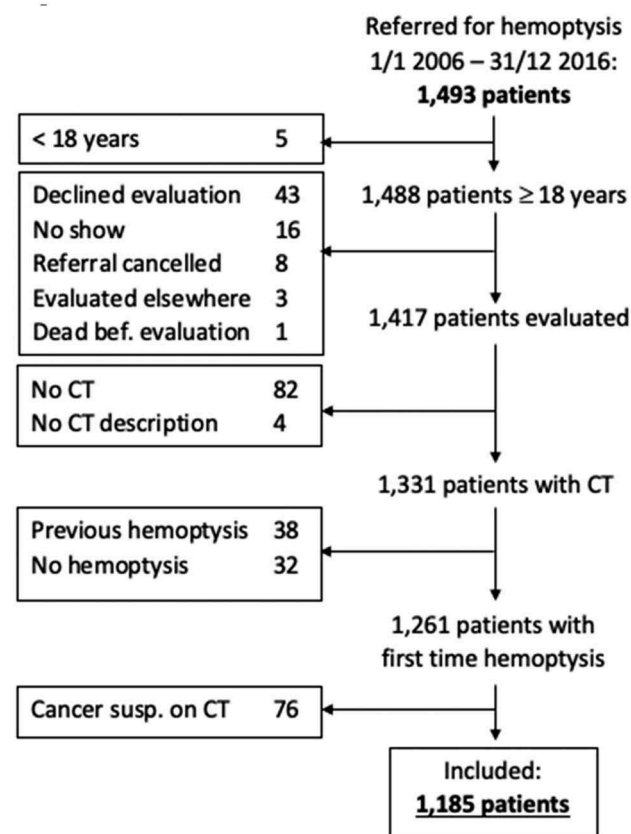 Referred for hemoptysis
1/1 2006 – 31/12 2016:
1,493 patients
< 18 years 5
1,488 patients ≥ 18 years
Declined evaluation 43
No show 16
Referral cancelled 8
Evaluated elsewhere 3
Dead bef. evaluation 1
1,417 patients evaluated
No CT 82
No CT description 4
1,331 patients with CT
Previous hemoptysis 38
No hemoptysis 32
1,261 patients with
first time hemoptysis
Cancer susp. on CT 76
Included:
1,185 patients